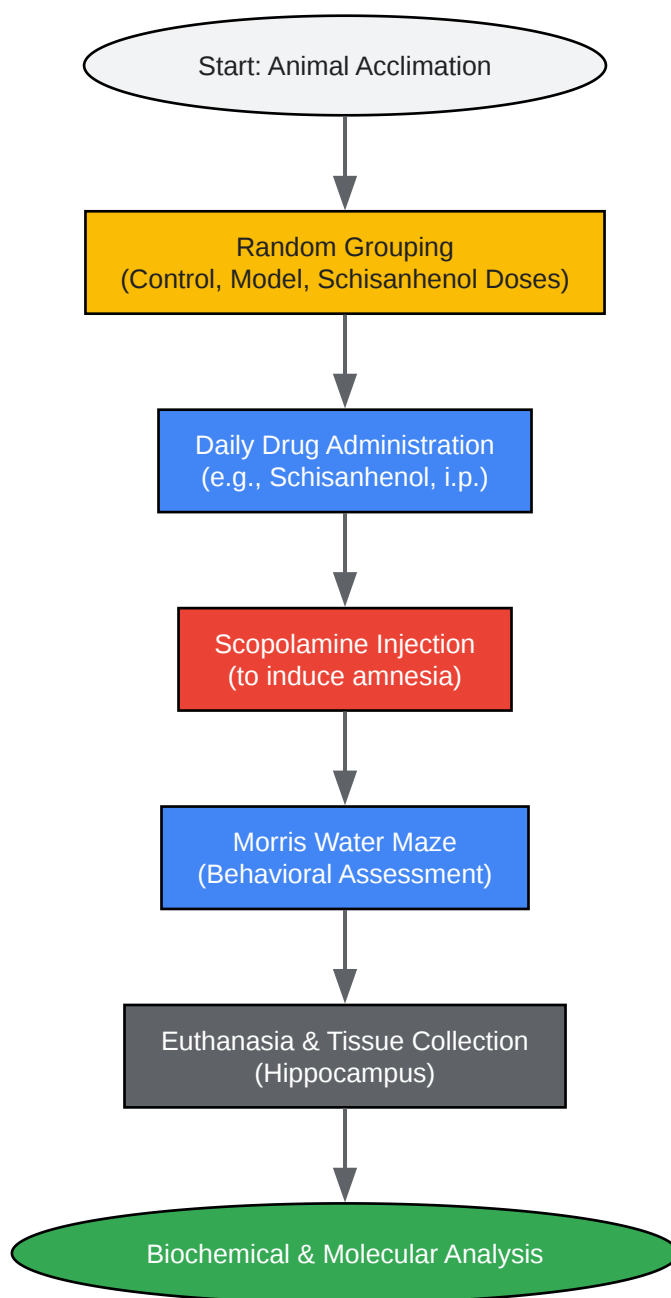 Start: Animal Acclimation
Random Grouping
(Control, Model, Schisanhenol Doses)
Daily Drug Administration
(e.g., Schisanhenol, i.p.)
Scopolamine Injection
(to induce amnesia)
Morris Water Maze
(Behavioral Assessment)
Euthanasia & Tissue Collection
(Hippocampus)
Biochemical & Molecular Analysis